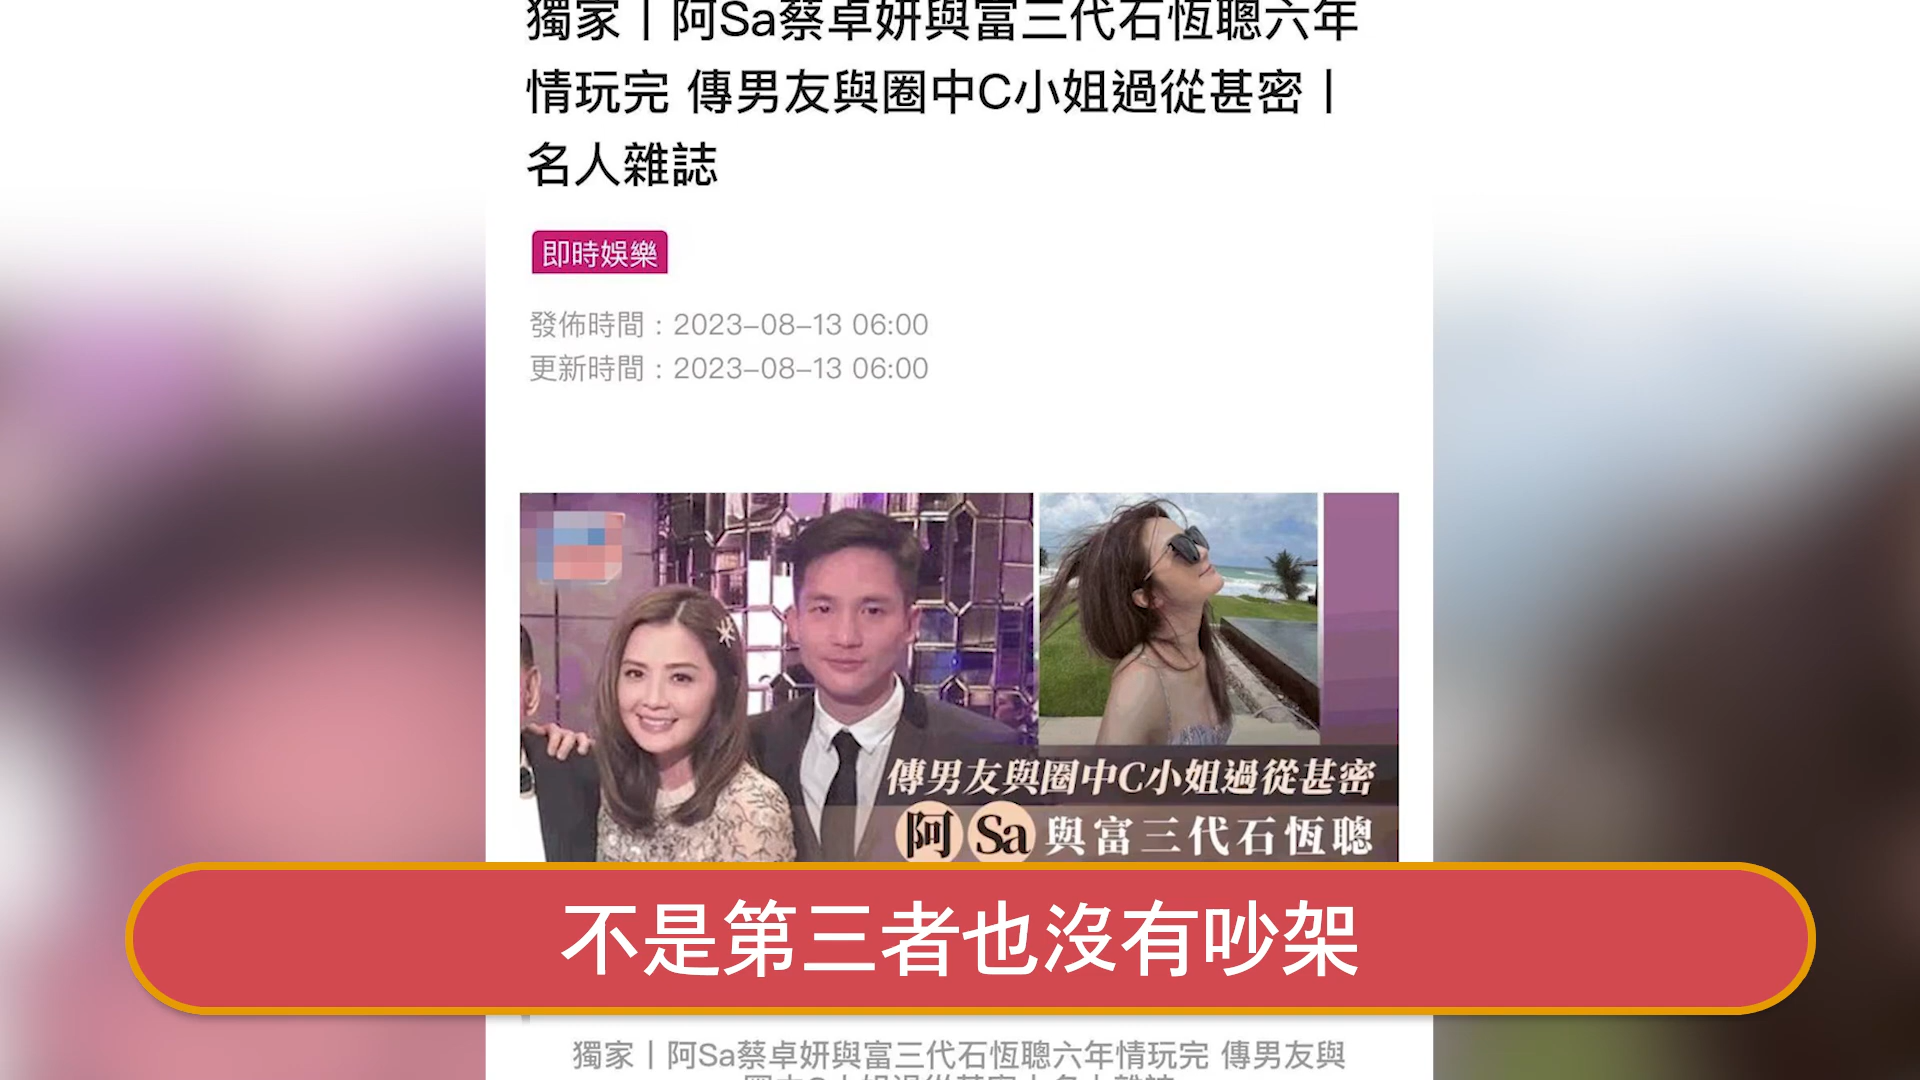 獨家丨阿Sa蔡卓妍與富三代石恆聰六年
情玩完 傳男友與圈中C小姐過從甚密丨
名人雜誌
即時娛樂
發佈時間：2023-08-13 06:00
更新時間：2023-08-13 06:00
傳男友與圈中C小姐過從甚密
阿Sa與富三代石恆聰
不是第三者也沒有吵架
獨家丨阿Sa蔡卓妍與富三代石恆聰六年情玩完 傳男友與